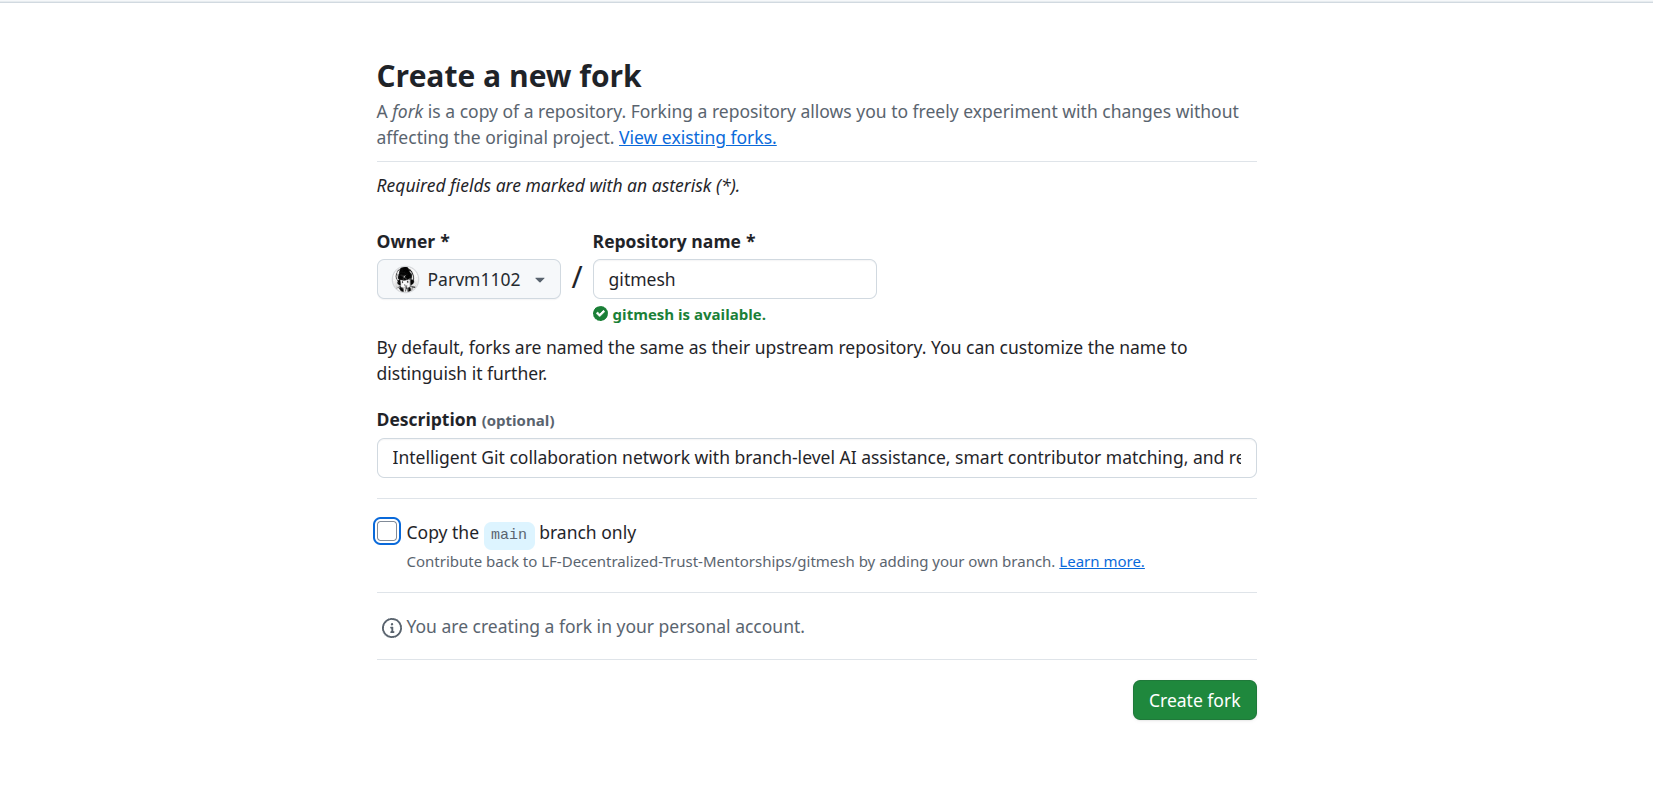 Create a new fork
A fork is a copy of a repository. Forking a repository allows you to freely experiment with changes without
affecting the original project. View existing forks.
Required fields are marked with an asterisk (*).
Owner *
Repository name *
Parvm1102 / gitmesh
gitmesh is available.
By default, forks are named the same as their upstream repository. You can customize the name to
distinguish it further.
Description (optional)
Intelligent Git collaboration network with branch-level AI assistance, smart contributor matching, and re
Copy the main branch only
Contribute back to LF-Decentralized-Trust-Mentorships/gitmesh by adding your own branch. Learn more.
You are creating a fork in your personal account.
Create fork